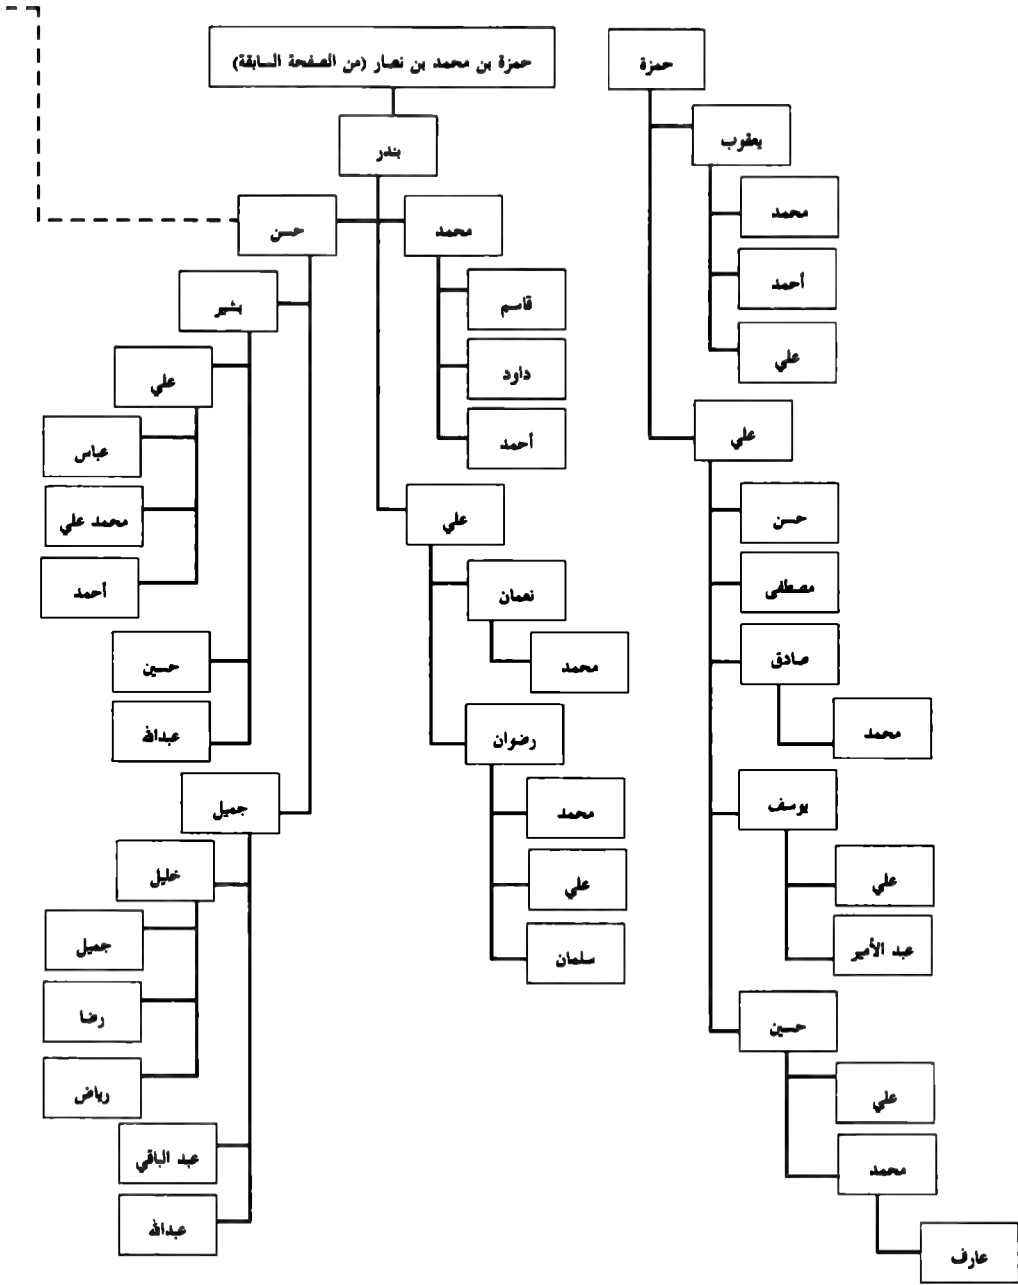 حمزة
يعقوب
محمد
أحمد
علي
علي
حسن
مصطفى
صادق
محمد
يوسف
علي
عبد الأمير
حسين
علي
محمد
عارف
حمزة بن محمد بن نصار (من الصفحة السابقة)
بندر
محمد
قاسم
داود
أحمد
علي
نعمان
محمد
رضوان
محمد
علي
سلمان
حسن
بشير
علي
عباس
محمد علي
أحمد
حسين
عبدالله
جميل
خليل
جميل
رضا
رياض
عبد الباقي
عبدالله